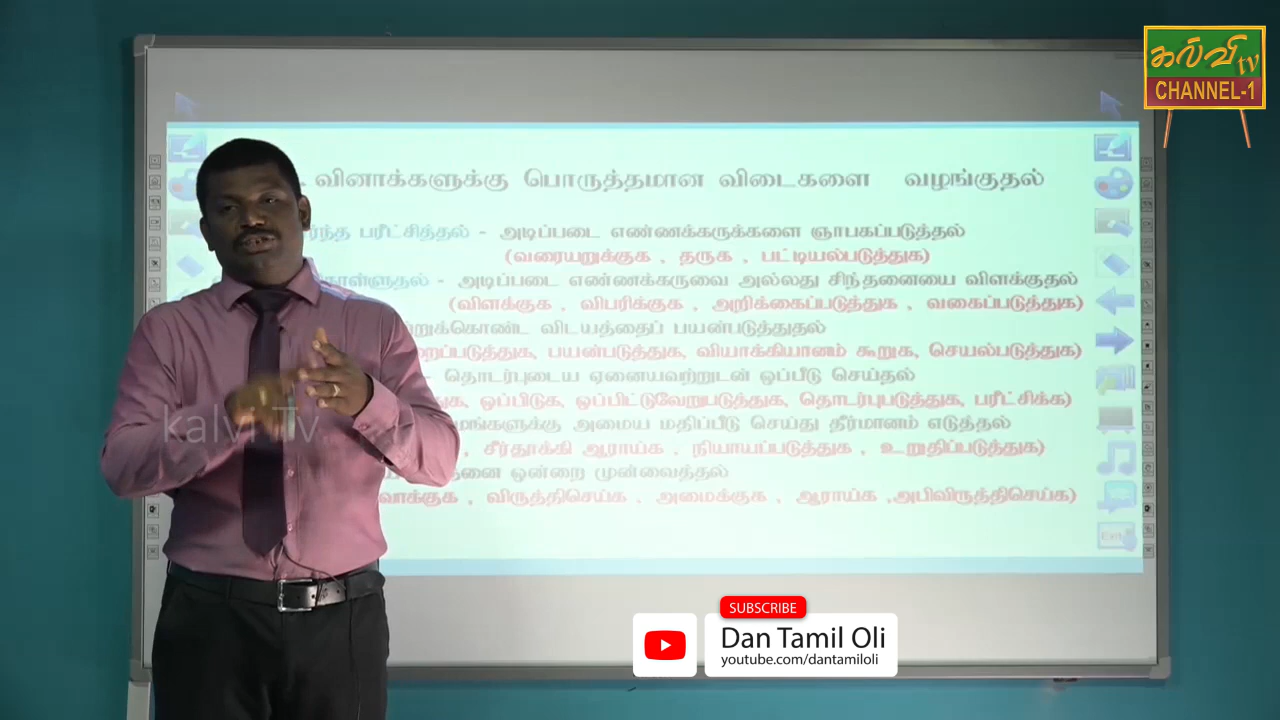 கல்வி tv
CHANNEL-1
வினாக்களுக்கு பொருத்தமான விடைகளை வழங்குதல்
பரீட்சித்தல் - அடிப்படை எண்ணக்கருக்களை ஞாபகப்படுத்தல்
(வரையறுக்குக , தருக , பட்டியல்படுத்துக)
- அடிப்படை எண்ணக்கருவை அல்லது சிந்தனையை விளக்குதல்
(விளக்குக , விபரிக்குக , அறிக்கைப்படுத்துக , வகைப்படுத்துக)
விடயத்தைப் பயன்படுத்துதல்
பயன்படுத்துக, வியாக்கியானம் கூறுக, செயல்படுத்துக)
- தொடர்புடைய ஏனையவற்றுடன் ஒப்பீடு செய்தல்
ஒப்பிடுக, ஒப்பிட்டுவேறுபடுத்துக, தொடர்புபடுத்துக, பரீட்சிக்க)
அமைய மதிப்பீடு செய்து தீர்மானம் எடுத்தல்
, சீர்தூக்கி ஆராய்க , நியாயப்படுத்துக , உறுதிப்படுத்துக)
ஒன்றை முன்வைத்தல்
, விருத்திசெய்க , அமைக்குக , ஆராய்க ,அபிவிருத்திசெய்க)
kalvi Tv
SUBSCRIBE
Dan Tamil Oli
youtube.com/dantamiloli